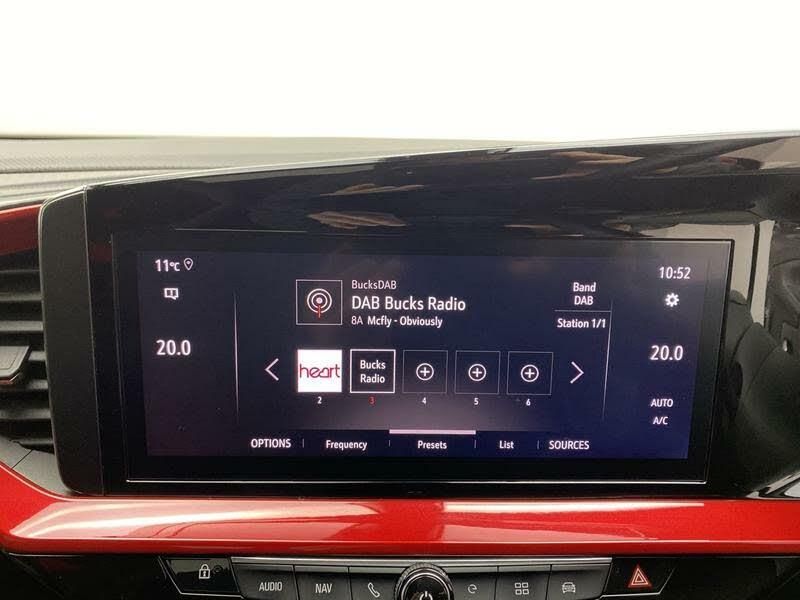 11°C
10:52
BucksDAB
DAB Bucks Radio
8A Mcfly - Obviously
Band
DAB
Station 1/1
20.0
20.0
heart
Bucks
Radio
2
3
4
5
6
AUTO
A/C
OPTIONS
Frequency
Presets
List
SOURCES
AUDIO
NAV